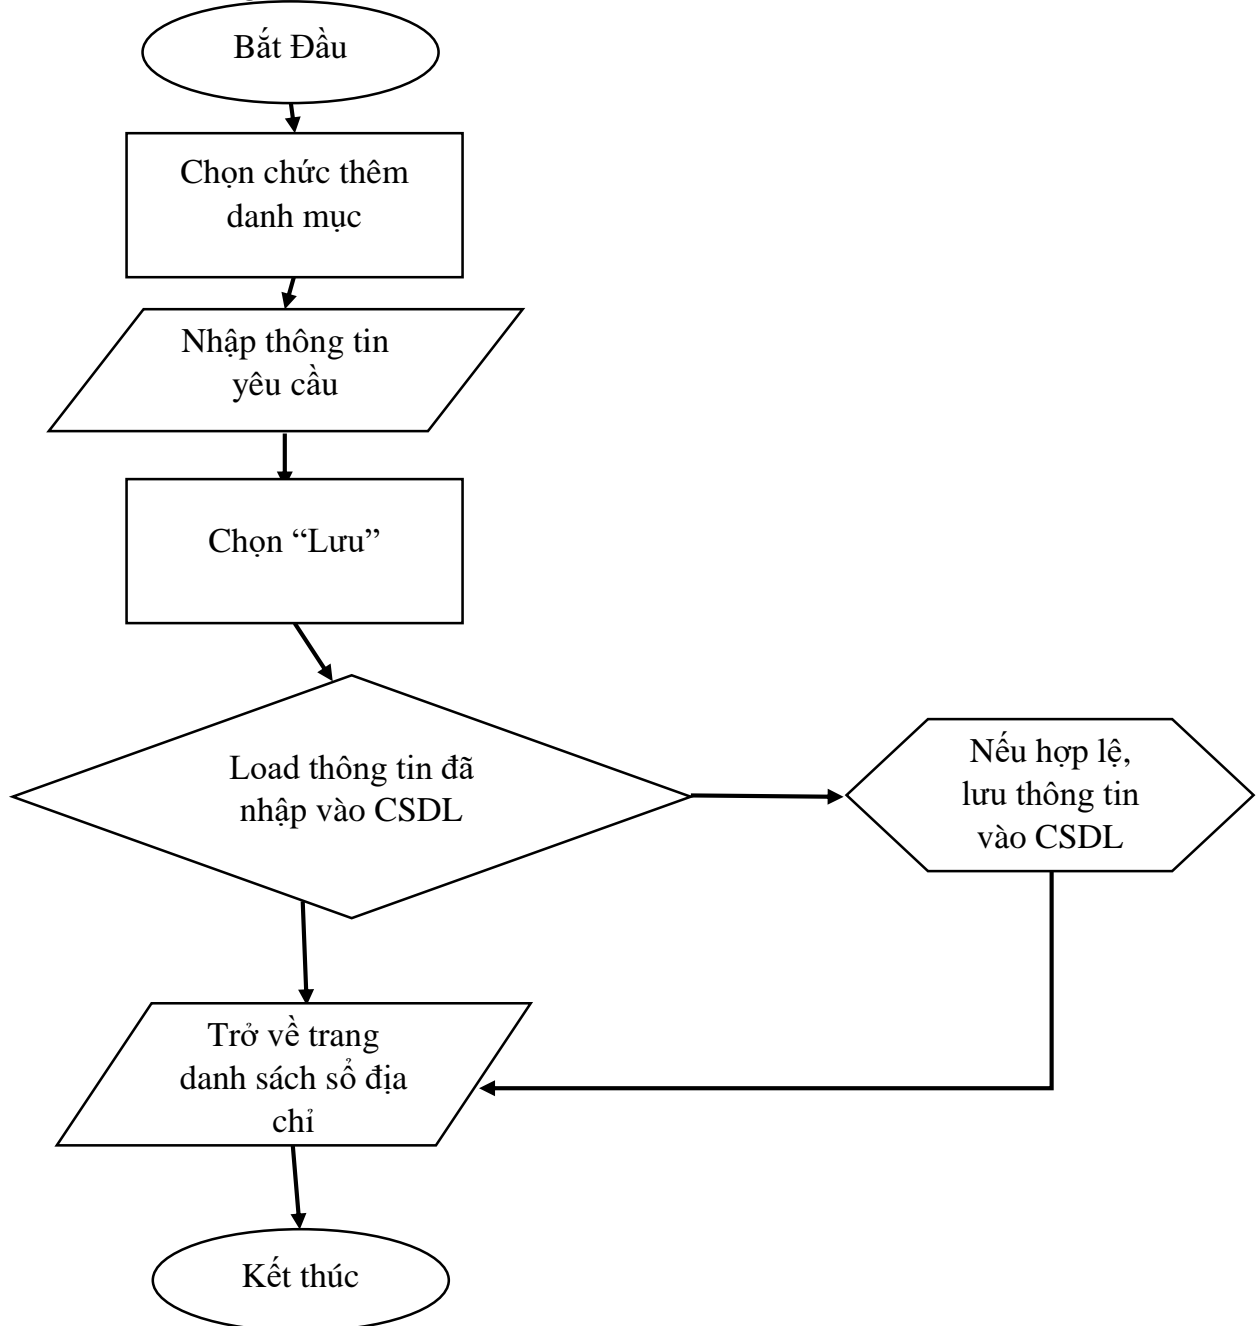 Bắt Đầu
Chọn chức thêm
danh mục
Nhập thông tin
yêu cầu
Chọn “Lưu”
Load thông tin đã
nhập vào CSDL
Nếu hợp lệ,
lưu thông tin
vào CSDL
Trở về trang
danh sách sổ địa
chỉ
Kết thúc